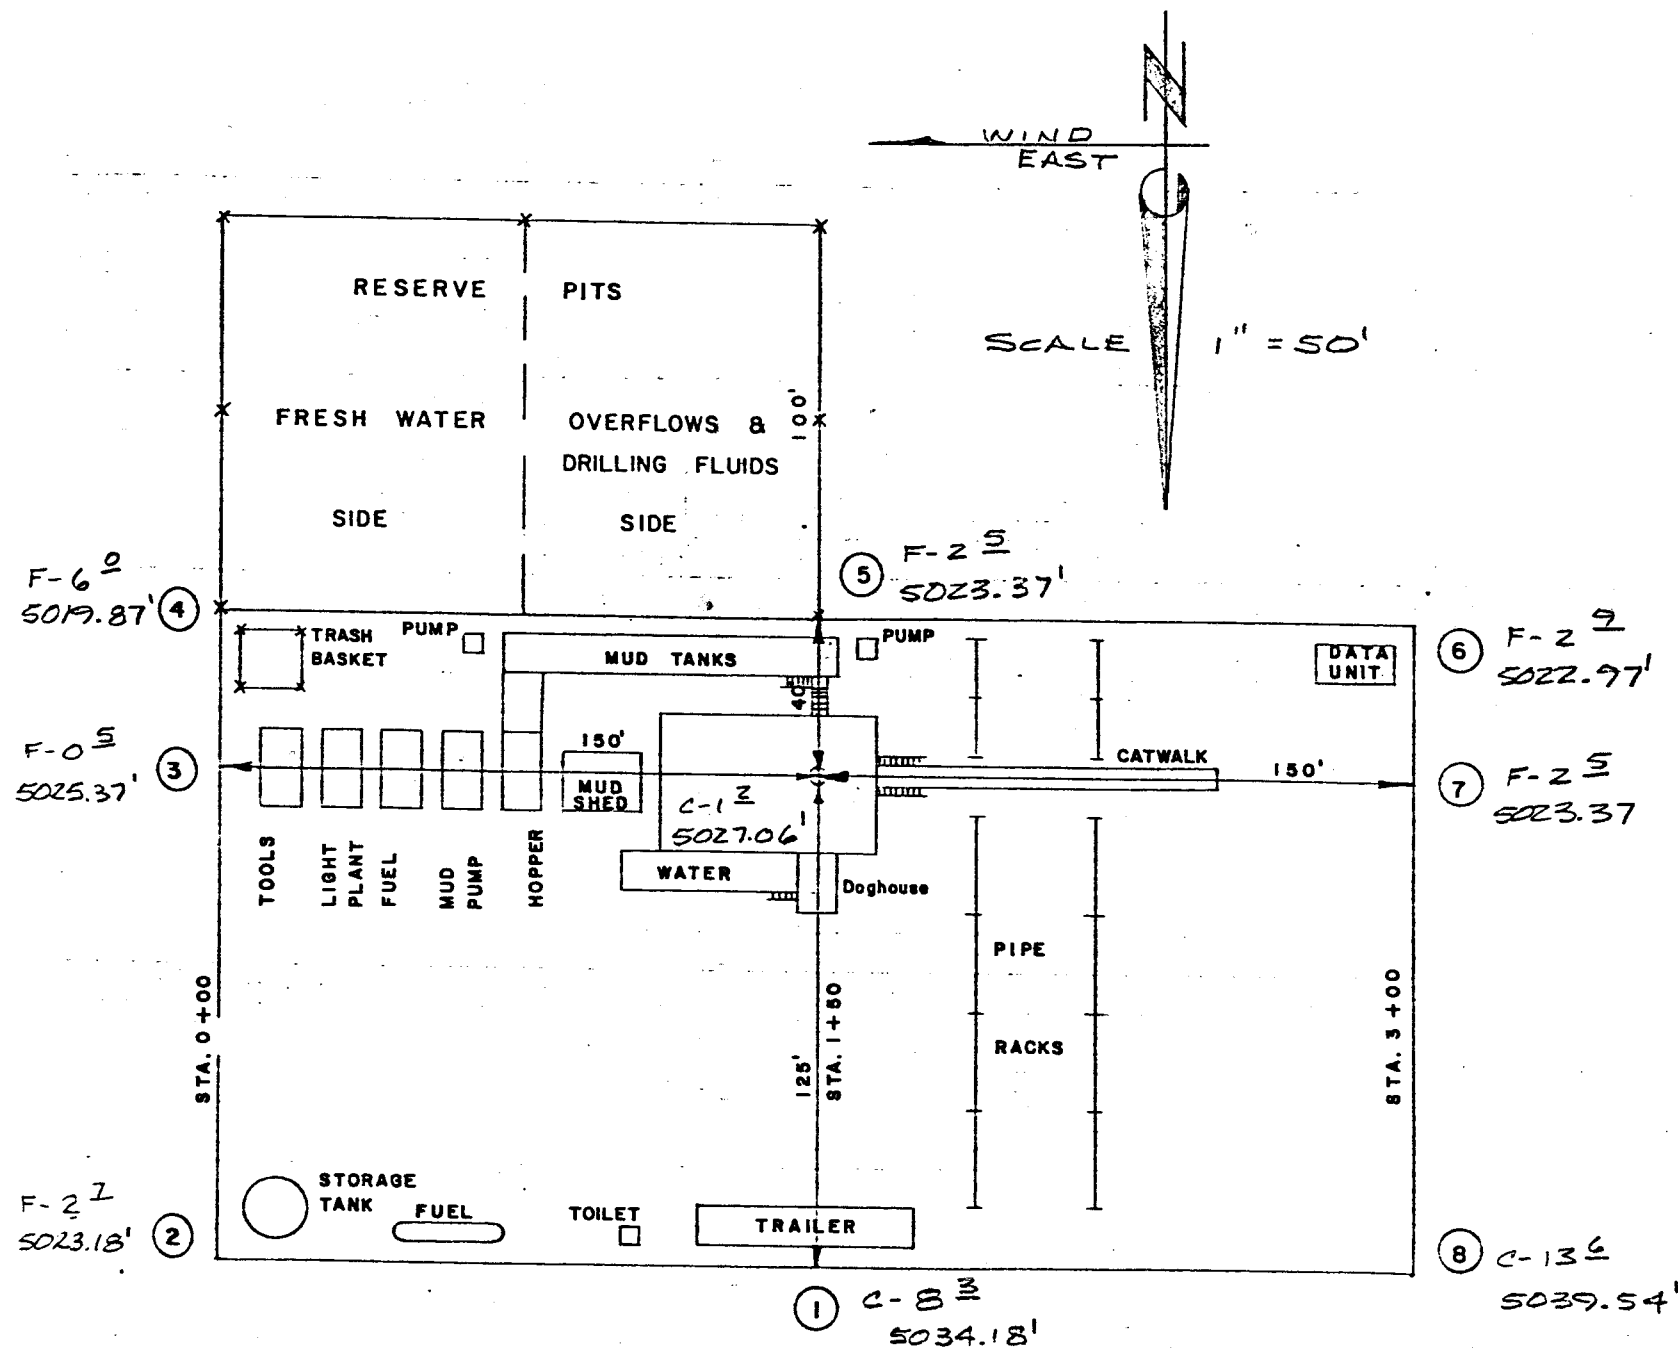 N
WIND
EAST
SCALE 1" = 50'
RESERVE PITS
FRESH WATER
SIDE
OVERFLOWS &
DRILLING FLUIDS
SIDE
100'
F-6 0
5019.87'
4
5
F-2 5
5023.37'
6
F-2 9
5022.97'
TRASH
BASKET
PUMP
MUD TANKS
PUMP
DATA
UNIT
40'
F-0 5
5025.37'
3
150'
MUD
SHED
C-1 2
5027.06'
CATWALK
150'
7
F-2 5
5023.37
TOOLS
LIGHT
PLANT
FUEL
MUD
PUMP
HOPPER
WATER
Doghouse
PIPE
RACKS
STA. 0+00
125'
STA. 1+50
STA. 3+00
F-2 7
5023.18'
2
STORAGE
TANK
FUEL
TOILET
TRAILER
1
C-8 3
5034.18'
8
C-13 6
5039.54'